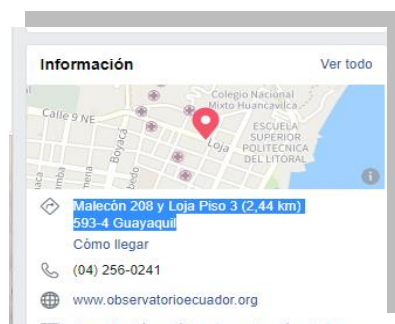 Información
Ver todo
Colegio Nacional
Mixto Huancavilca
Calle 9 NE
ESCUELA
SUPERIOR
POLITECNICA
DEL LITORAL
Boyacá
Loja
Malecón 208 y Loja Piso 3 (2,44 km)
593-4 Guayaquil
Cómo llegar
(04) 256-0241
www.observatorioecuador.org